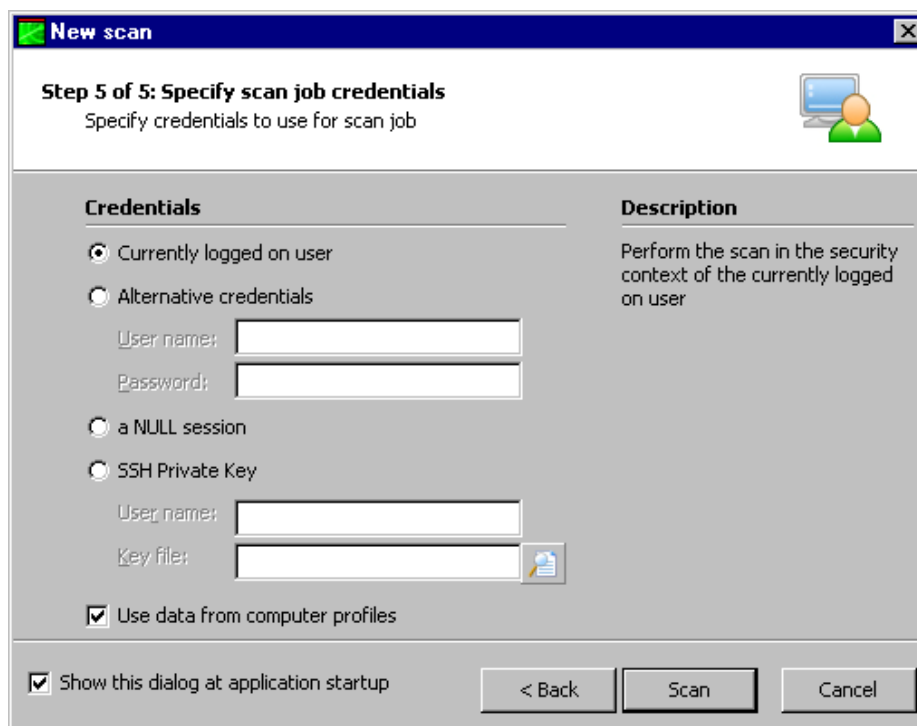 New scan
Step 5 of 5: Specify scan job credentials
Specify credentials to use for scan job
Credentials
Currently logged on user
Alternative credentials
User name:
Password:
a NULL session
SSH Private Key
User name:
Key file:
Use data from computer profiles
Description
Perform the scan in the security
context of the currently logged
on user
Show this dialog at application startup
< Back
Scan
Cancel